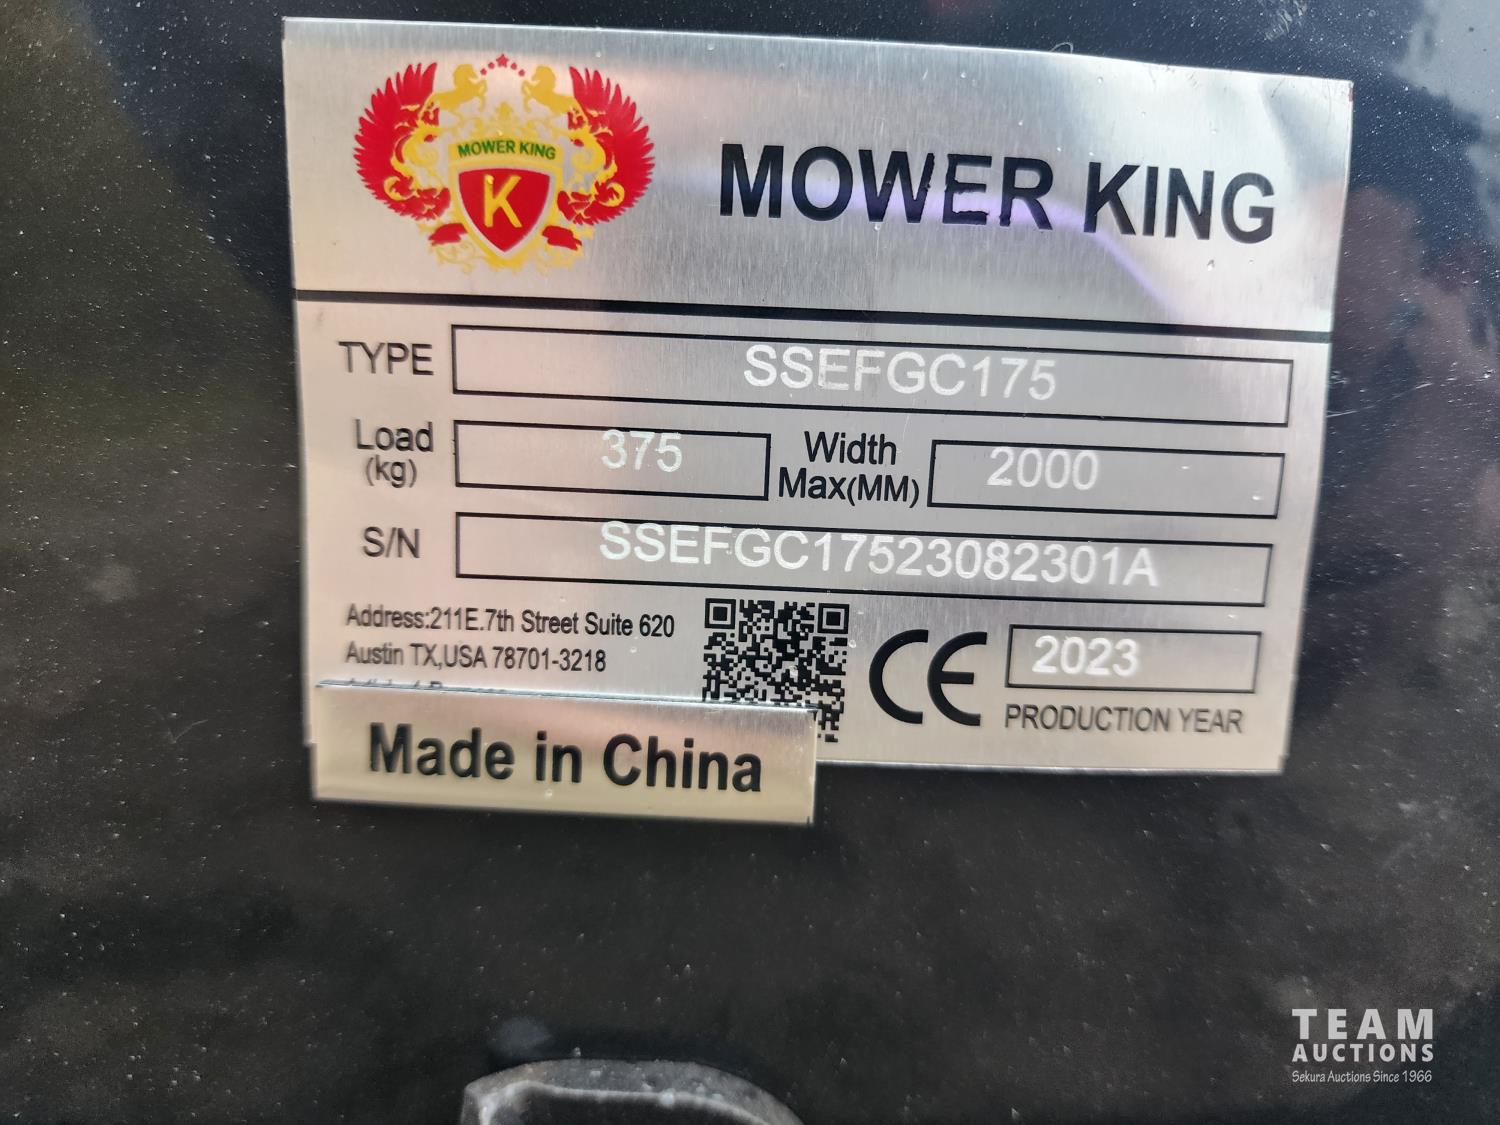 MOWER KING
K
MOWER KING
TYPE SSEFGC175
Load (kg) 375 Width Max(MM) 2000
S/N SSEFGC17523082301A
Address:211E.7th Street Suite 620
Austin TX,USA 78701-3218
CE 2023
PRODUCTION YEAR
Made in China
TEAM
AUCTIONS
Sekura Auctions Since 1966